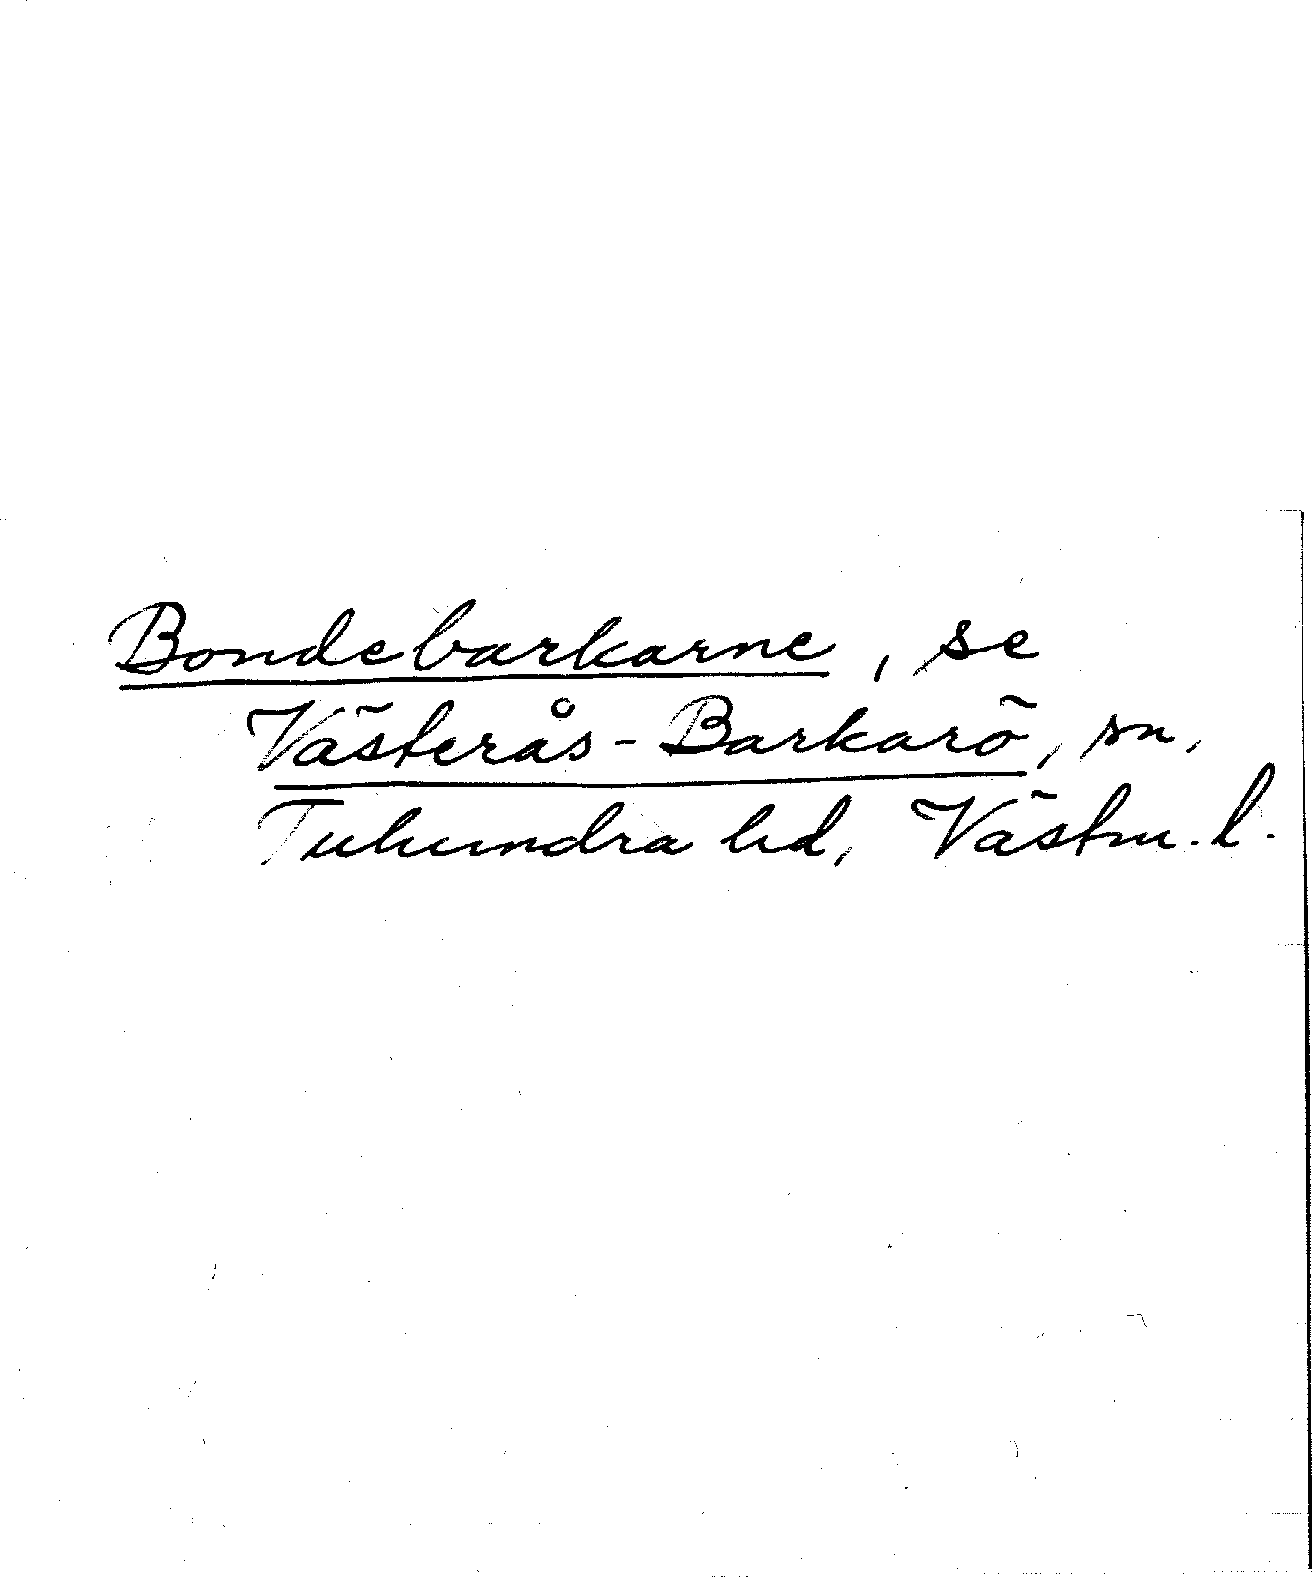 Bondebarkarne, se
Västerås-Barkarö, sn,
Tuhundra hd, Västm. l.